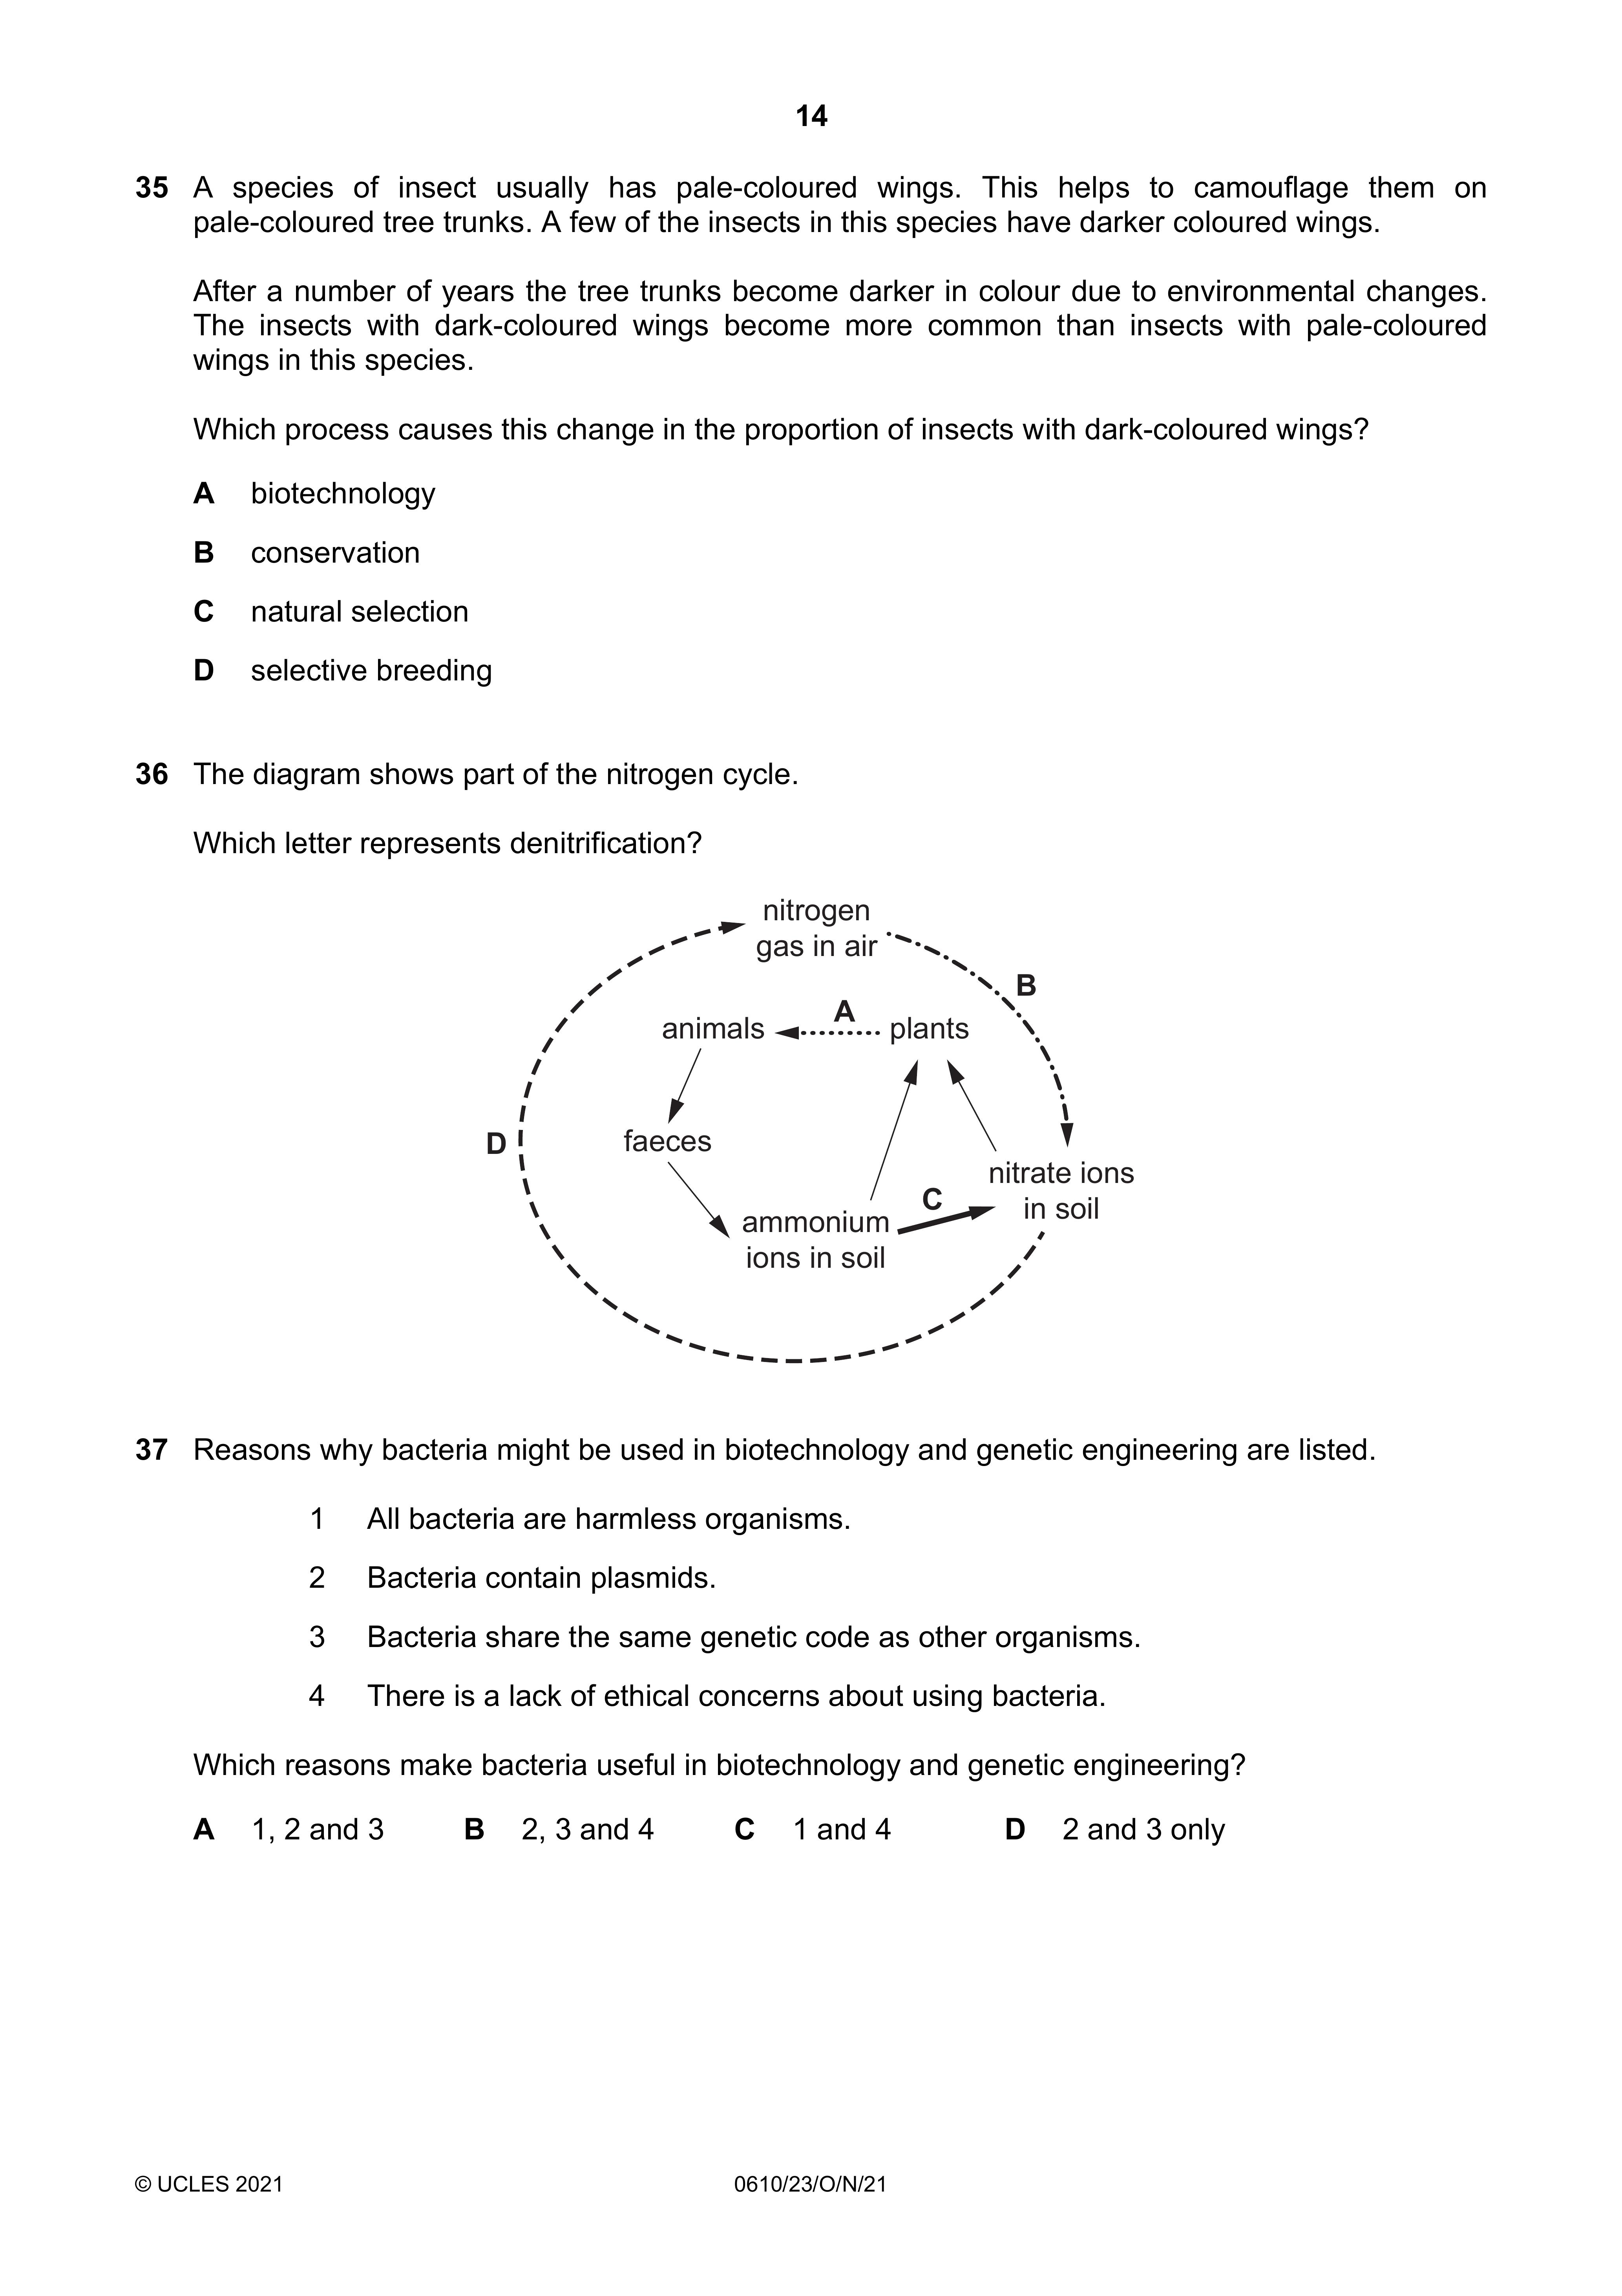 14
35 A species of insect usually has pale-coloured wings. This helps to camouflage them on
pale-coloured tree trunks. A few of the insects in this species have darker coloured wings.
After a number of years the tree trunks become darker in colour due to environmental changes.
The insects with dark-coloured wings become more common than insects with pale-coloured
wings in this species.
Which process causes this change in the proportion of insects with dark-coloured wings?
A biotechnology
B conservation
C natural selection
D selective breeding
36 The diagram shows part of the nitrogen cycle.
Which letter represents denitrification?
nitrogen
gas in air
B
A
animals
plants
D
faeces
nitrate ions
in soil
C
ammonium
ions in soil
37 Reasons why bacteria might be used in biotechnology and genetic engineering are listed.
1 All bacteria are harmless organisms.
2 Bacteria contain plasmids.
3 Bacteria share the same genetic code as other organisms.
4 There is a lack of ethical concerns about using bacteria.
Which reasons make bacteria useful in biotechnology and genetic engineering?
A 1, 2 and 3 B 2, 3 and 4 C 1 and 4 D 2 and 3 only
© UCLES 2021 0610/23/O/N/21